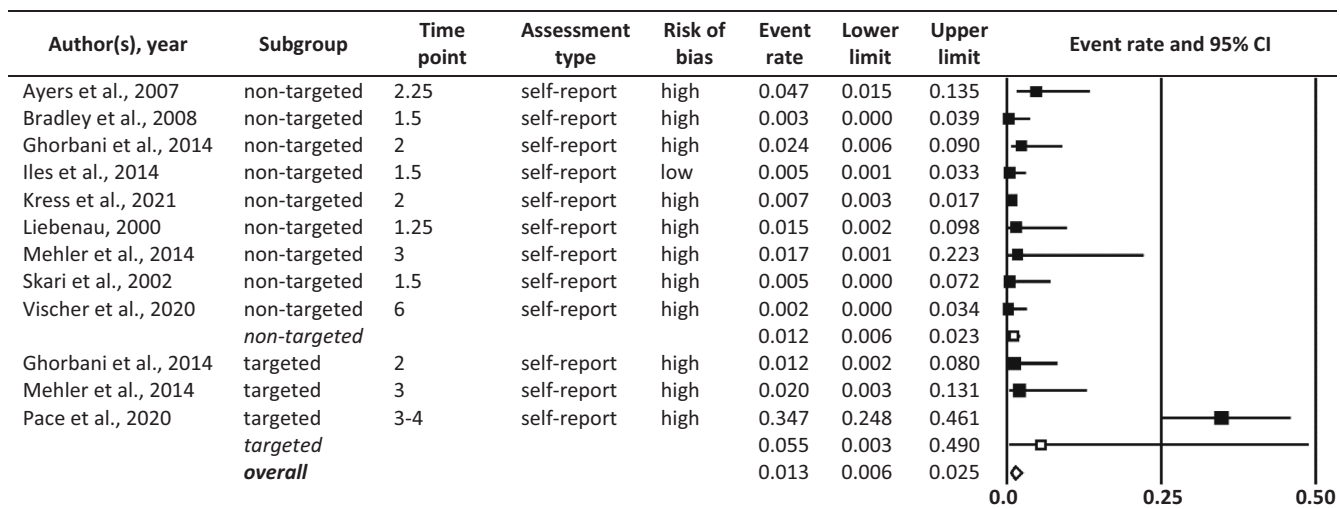 Author(s), year Subgroup Time point Assessment type Risk of bias Event rate Lower limit Upper limit Event rate and 95% CI
Ayers et al., 2007 non-targeted 2.25 self-report high 0.047 0.015 0.135
Bradley et al., 2008 non-targeted 1.5 self-report high 0.003 0.000 0.039
Ghorbani et al., 2014 non-targeted 2 self-report high 0.024 0.006 0.090
Iles et al., 2014 non-targeted 1.5 self-report low 0.005 0.001 0.033
Kress et al., 2021 non-targeted 2 self-report high 0.007 0.003 0.017
Liebenau, 2000 non-targeted 1.25 self-report high 0.015 0.002 0.098
Mehler et al., 2014 non-targeted 3 self-report high 0.017 0.001 0.223
Skari et al., 2002 non-targeted 1.5 self-report high 0.005 0.000 0.072
Vischer et al., 2020 non-targeted 6 self-report high 0.002 0.000 0.034
non-targeted 0.012 0.006 0.023
Ghorbani et al., 2014 targeted 2 self-report high 0.012 0.002 0.080
Mehler et al., 2014 targeted 3 self-report high 0.020 0.003 0.131
Pace et al., 2020 targeted 3-4 self-report high 0.347 0.248 0.461
targeted 0.055 0.003 0.490
overall 0.013 0.006 0.025
0.0 0.25 0.50